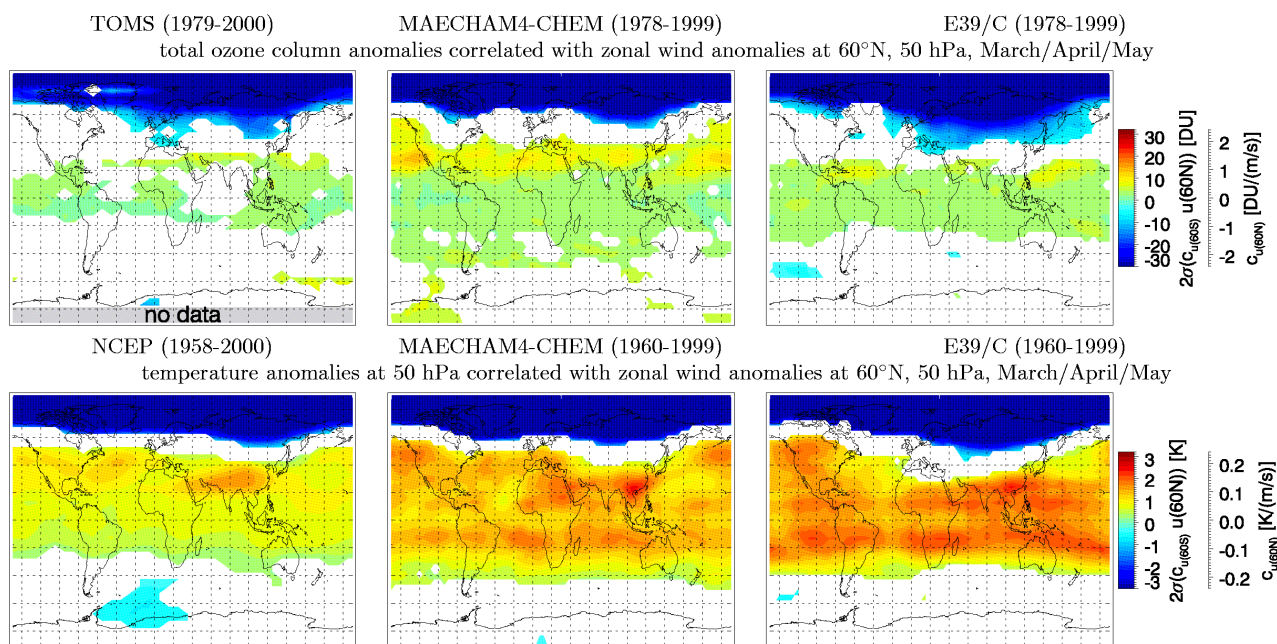 TOMS (1979-2000) MAECHAM4-CHEM (1978-1999) E39/C (1978-1999)
total ozone column anomalies correlated with zonal wind anomalies at 60°N, 50 hPa, March/April/May
no data
30
20
10
0
-10
-20
-30
2σ(c_u(60S) u(60N)) [DU]
2
1
0
-1
-2
c_u(60N) [DU/(m/s)]
NCEP (1958-2000) MAECHAM4-CHEM (1960-1999) E39/C (1960-1999)
temperature anomalies at 50 hPa correlated with zonal wind anomalies at 60°N, 50 hPa, March/April/May
3
2
1
0
-1
-2
-3
2σ(c_u(60S) u(60N)) [K]
0.2
0.1
0.0
-0.1
-0.2
c_u(60N) [K/(m/s)]